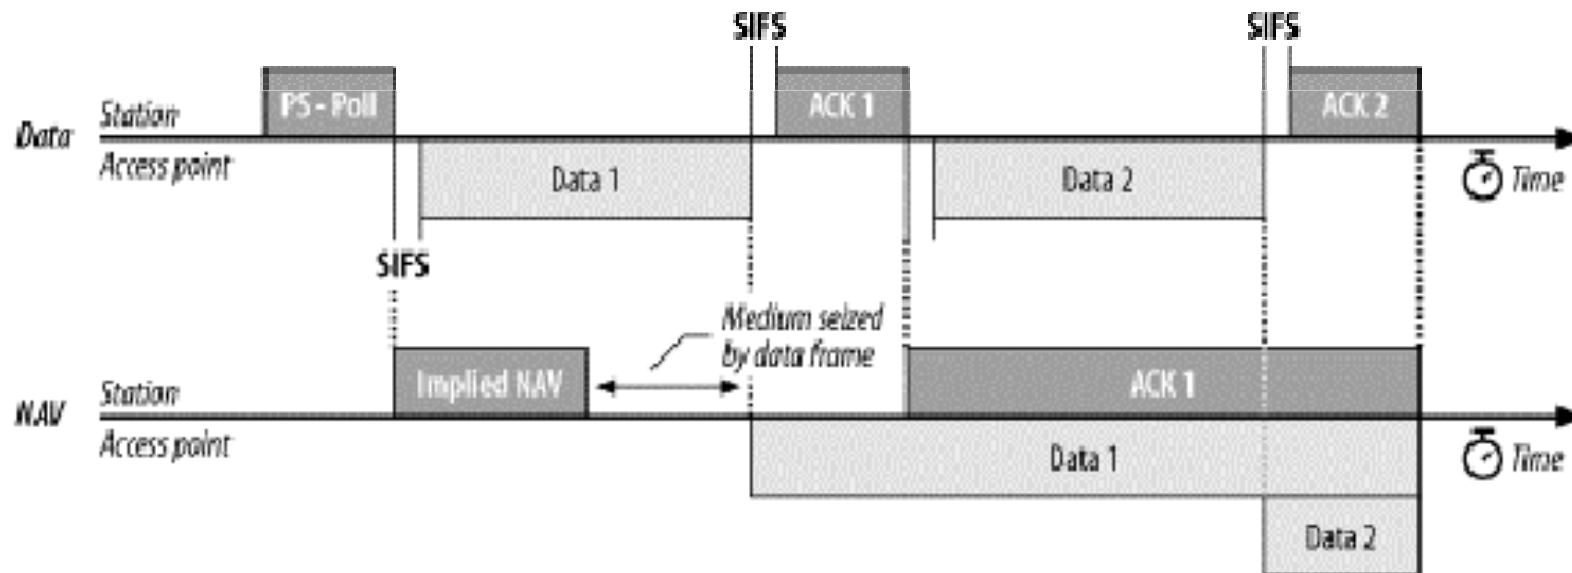 SIFS
SIFS
PS - Poll
ACK 1
ACK 2
Station
Data
Access point
Data 1
Data 2
Time
SIFS
Medium seized
by data frame
Implied NAV
ACK 1
Station
NAV
Access point
Data 1
Time
Data 2